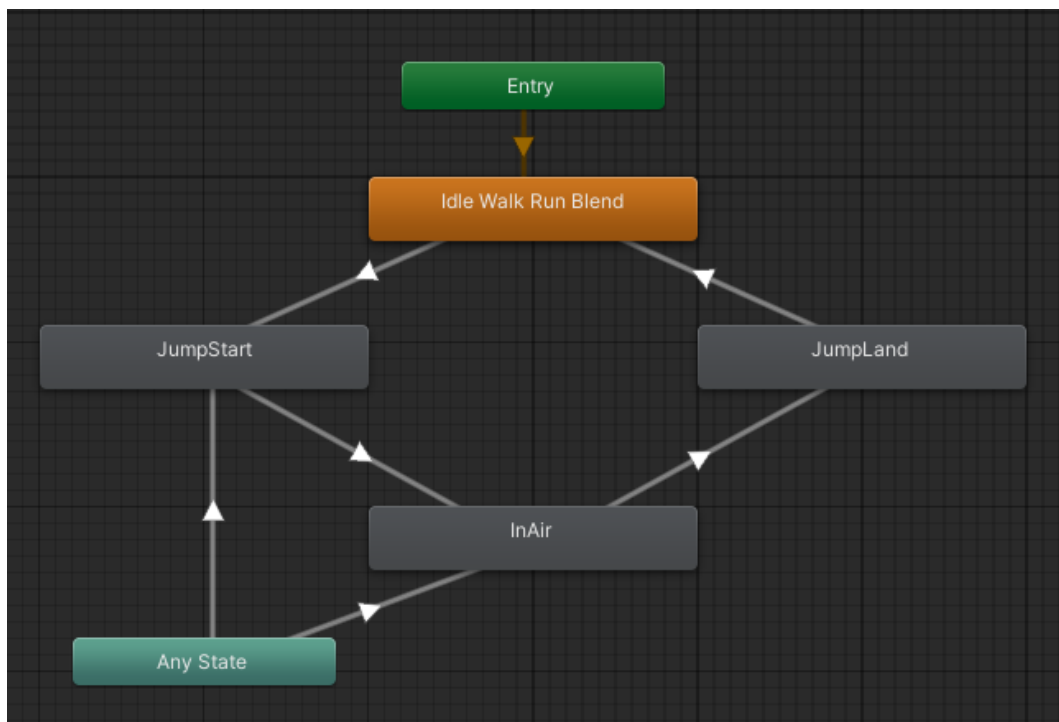 Entry
Idle Walk Run Blend
JumpStart
JumpLand
InAir
Any State